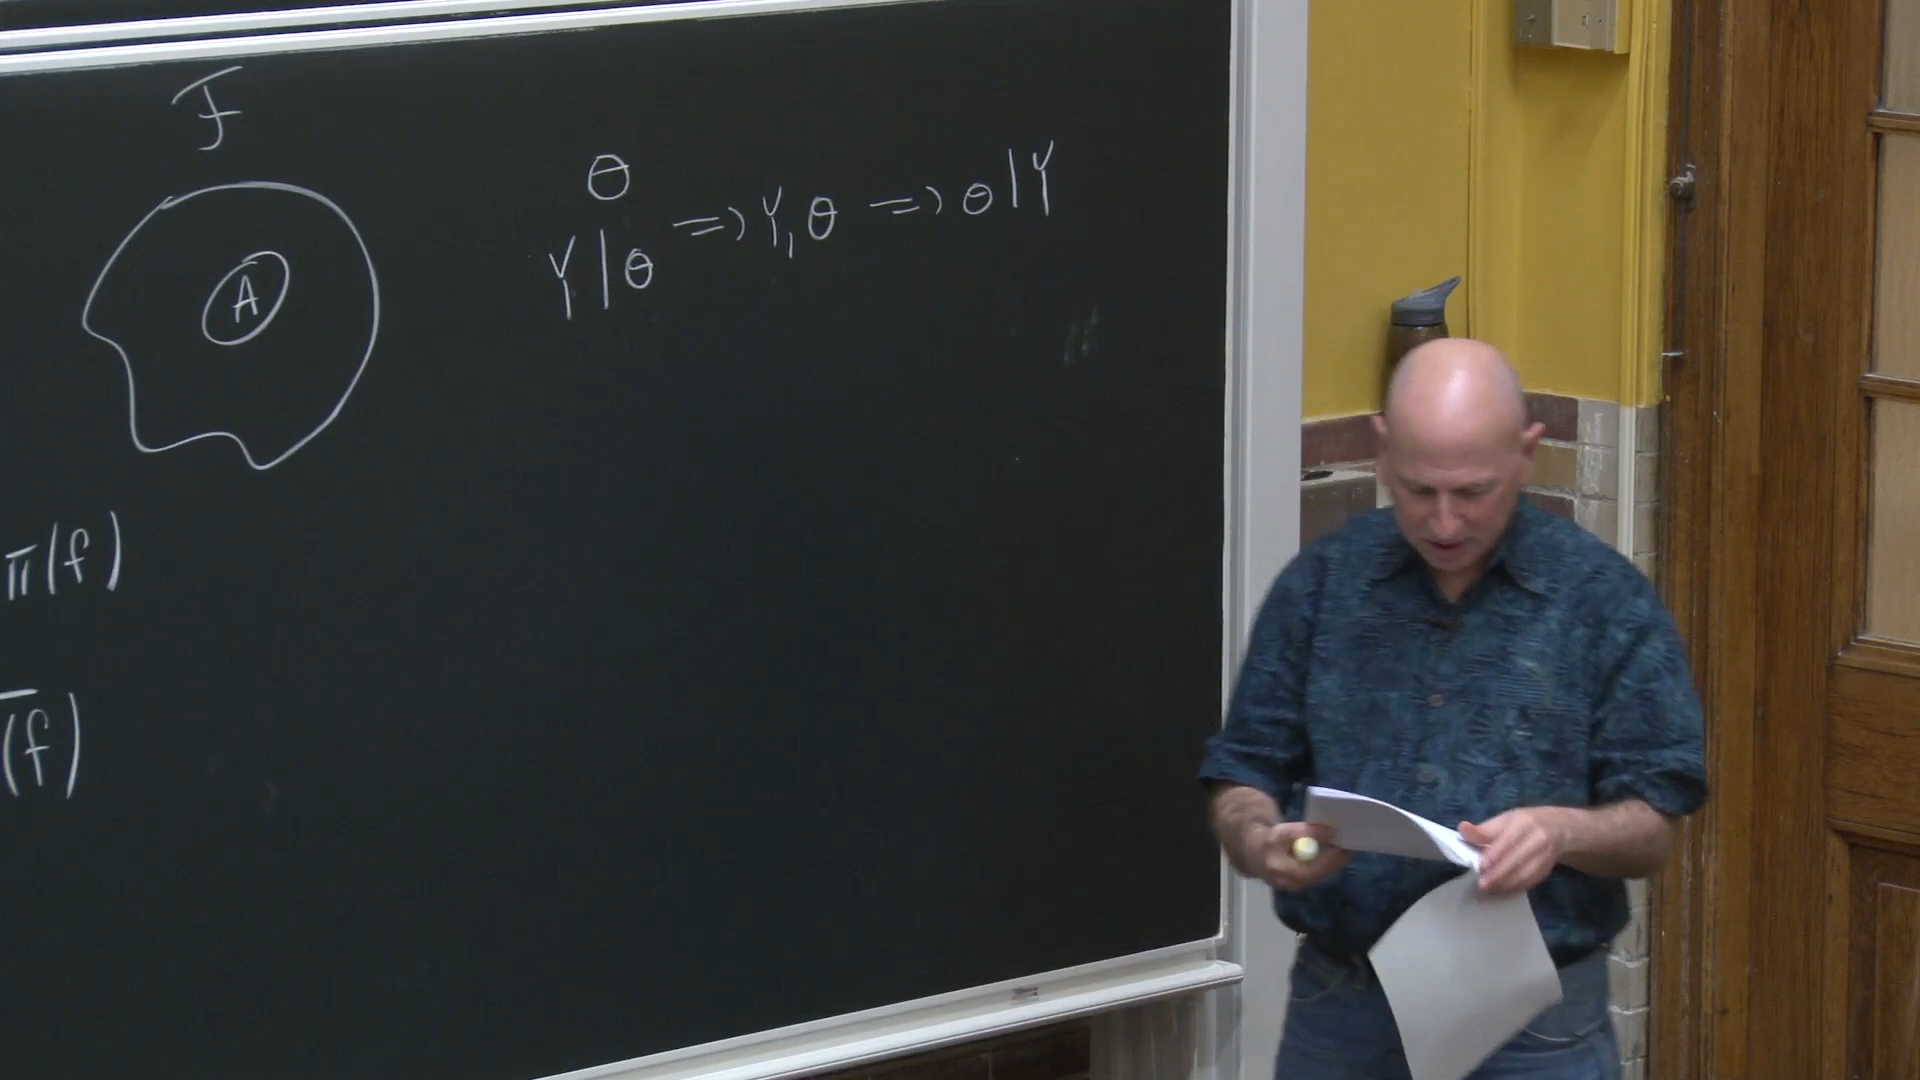 F
A
θ
Y|θ => Y,θ => θ|Y
π(f)
(f)